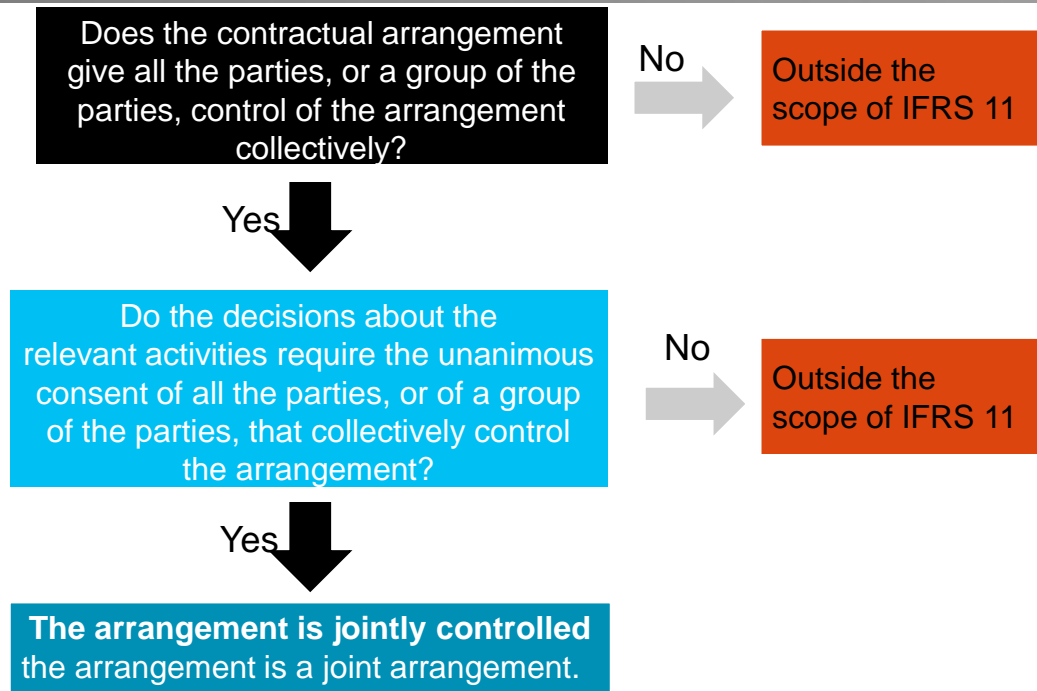 Does the contractual arrangement
give all the parties, or a group of the
parties, control of the arrangement
collectively?
No
Outside the
scope of IFRS 11
Yes
Do the decisions about the
relevant activities require the unanimous
consent of all the parties, or of a group
of the parties, that collectively control
the arrangement?
No
Outside the
scope of IFRS 11
Yes
The arrangement is jointly controlled
the arrangement is a joint arrangement.